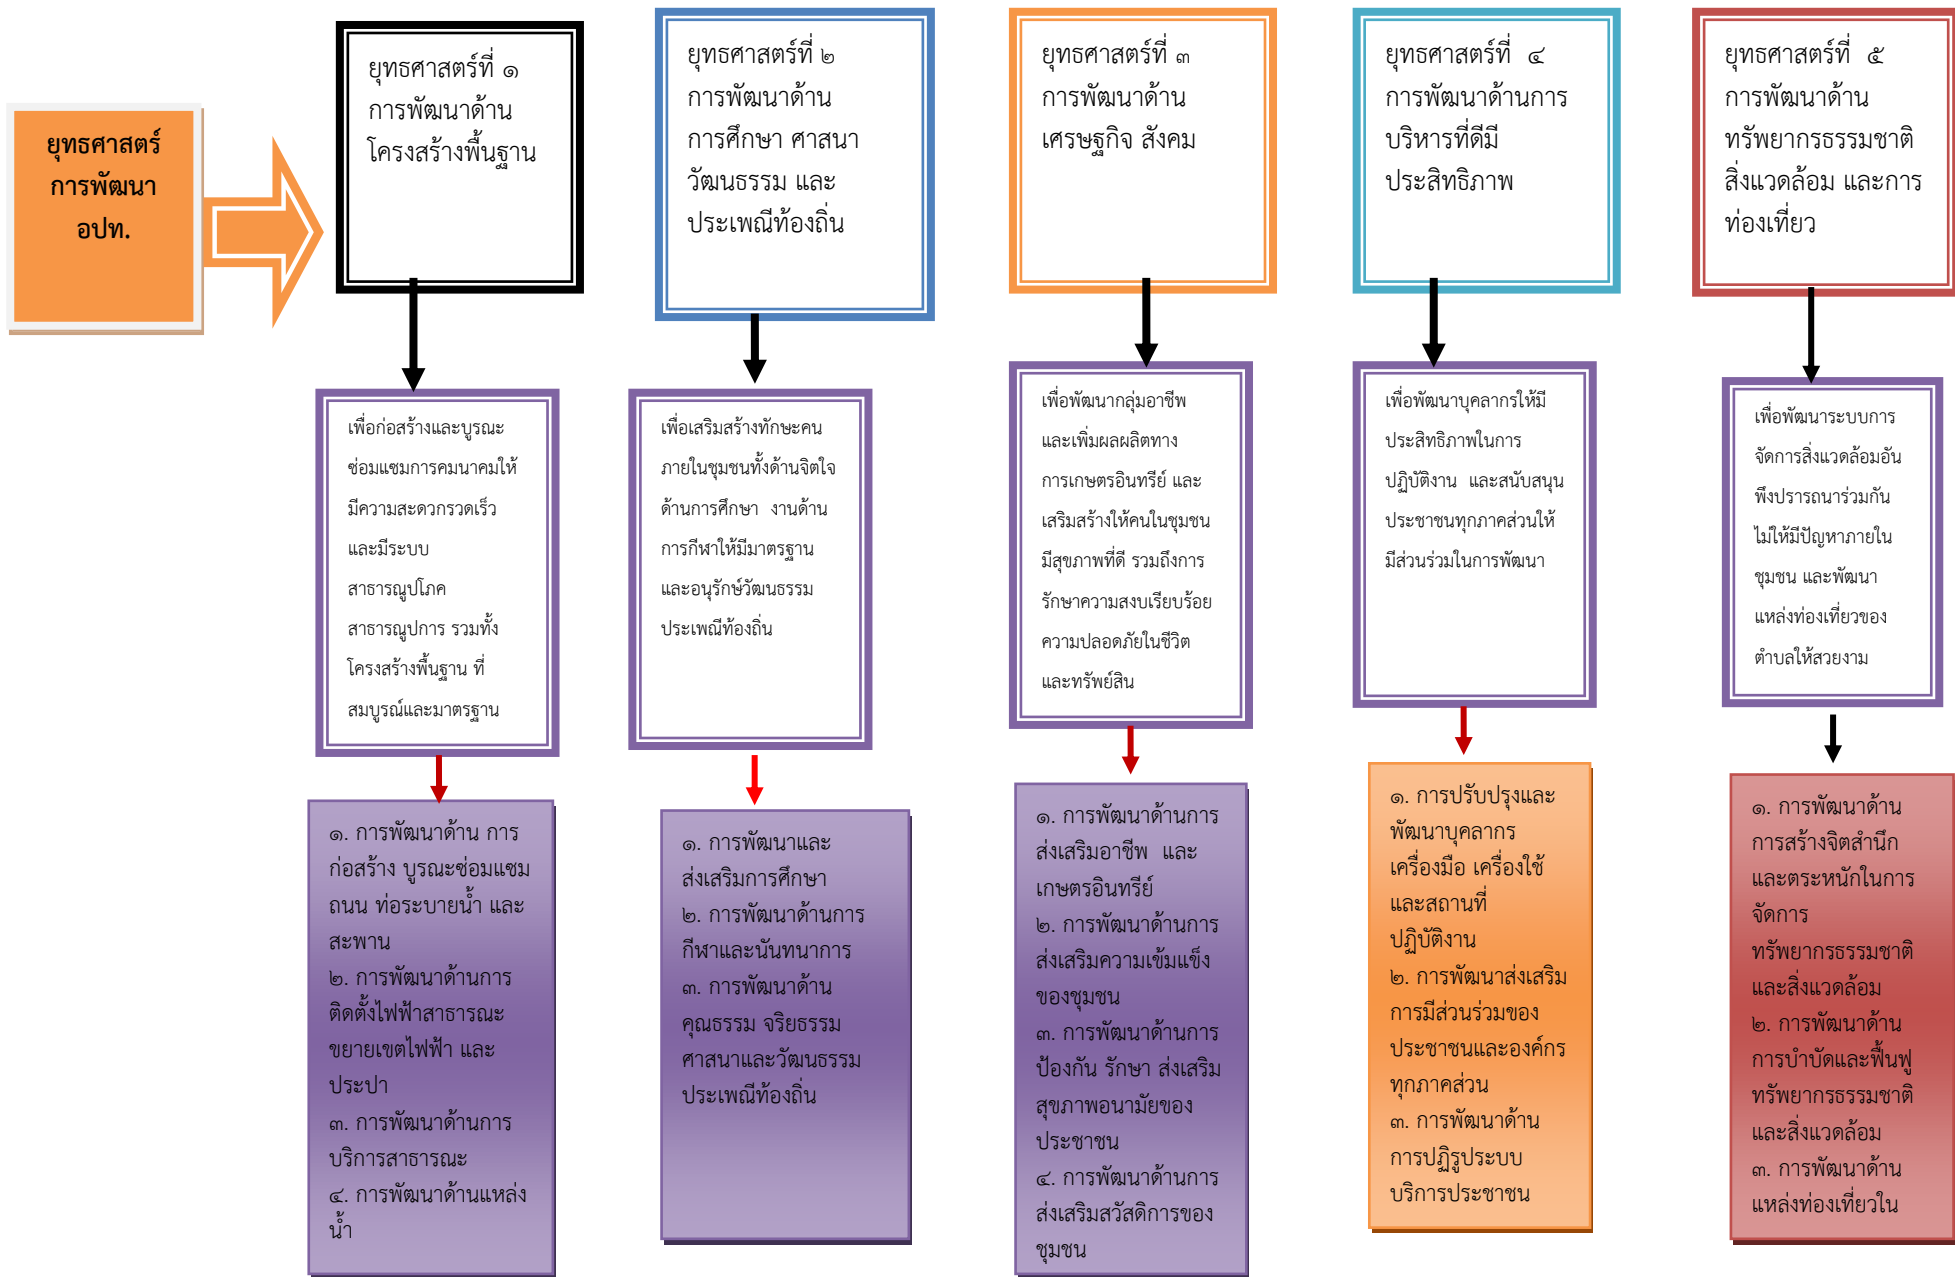 ยุทธศาสตร์
การพัฒนา
อปท.
ยุทธศาสตร์ที่ ๑
การพัฒนาด้าน
โครงสร้างพื้นฐาน
ยุทธศาสตร์ที่ ๒
การพัฒนาด้าน
การศึกษา ศาสนา
วัฒนธรรม และ
ประเพณีท้องถิ่น
ยุทธศาสตร์ที่ ๓
การพัฒนาด้าน
เศรษฐกิจ สังคม
ยุทธศาสตร์ที่ ๔
การพัฒนาด้านการ
บริหารที่ดีมี
ประสิทธิภาพ
ยุทธศาสตร์ที่ ๕
การพัฒนาด้าน
ทรัพยากรธรรมชาติ
สิ่งแวดล้อม และการ
ท่องเที่ยว
เพื่อก่อสร้างและบูรณะ
ซ่อมแซมการคมนาคมให้
มีความสะดวกรวดเร็ว
และมีระบบ
สาธารณูปโภค
สาธารณูปการ รวมทั้ง
โครงสร้างพื้นฐาน ที่
สมบูรณ์และมาตรฐาน
เพื่อเสริมสร้างทักษะคน
ภายในชุมชนทั้งด้านจิตใจ
ด้านการศึกษา งานด้าน
การกีฬาให้มีมาตรฐาน
และอนุรักษ์วัฒนธรรม
ประเพณีท้องถิ่น
เพื่อพัฒนากลุ่มอาชีพ
และเพิ่มผลผลิตทาง
การเกษตรอินทรีย์ และ
เสริมสร้างให้คนในชุมชน
มีสุขภาพที่ดี รวมถึงการ
รักษาความสงบเรียบร้อย
ความปลอดภัยในชีวิต
และทรัพย์สิน
เพื่อพัฒนาบุคลากรให้มี
ประสิทธิภาพในการ
ปฏิบัติงาน และสนับสนุน
ประชาชนทุกภาคส่วนให้
มีส่วนร่วมในการพัฒนา
เพื่อพัฒนาระบบการ
จัดการสิ่งแวดล้อมอัน
พึงปรารถนาร่วมกัน
ไม่ให้มีปัญหาภายใน
ชุมชน และพัฒนา
แหล่งท่องเที่ยวของ
ตำบลให้สวยงาม
๑. การพัฒนาด้าน การ
ก่อสร้าง บูรณะซ่อมแซม
ถนน ท่อระบายน้ำ และ
สะพาน
๒. การพัฒนาด้านการ
ติดตั้งไฟฟ้าสาธารณะ
ขยายเขตไฟฟ้า และ
ประปา
๓. การพัฒนาด้านการ
บริการสาธารณะ
๔. การพัฒนาด้านแหล่ง
น้ำ
๑. การพัฒนาและ
ส่งเสริมการศึกษา
๒. การพัฒนาด้านการ
กีฬาและนันทนาการ
๓. การพัฒนาด้าน
คุณธรรม จริยธรรม
ศาสนาและวัฒนธรรม
ประเพณีท้องถิ่น
๑. การพัฒนาด้านการ
ส่งเสริมอาชีพ และ
เกษตรอินทรีย์
๒. การพัฒนาด้านการ
ส่งเสริมความเข้มแข็ง
ของชุมชน
๓. การพัฒนาด้านการ
ป้องกัน รักษา ส่งเสริม
สุขภาพอนามัยของ
ประชาชน
๔. การพัฒนาด้านการ
ส่งเสริมสวัสดิการของ
ชุมชน
๑. การปรับปรุงและ
พัฒนาบุคลากร
เครื่องมือ เครื่องใช้
และสถานที่
ปฏิบัติงาน
๒. การพัฒนาส่งเสริม
การมีส่วนร่วมของ
ประชาชนและองค์กร
ทุกภาคส่วน
๓. การพัฒนาด้าน
การปฏิรูประบบ
บริการประชาชน
๑. การพัฒนาด้าน
การสร้างจิตสำนึก
และตระหนักในการ
จัดการ
ทรัพยากรธรรมชาติ
และสิ่งแวดล้อม
๒. การพัฒนาด้าน
การบำบัดและฟื้นฟู
ทรัพยากรธรรมชาติ
และสิ่งแวดล้อม
๓. การพัฒนาด้าน
แหล่งท่องเที่ยวใน